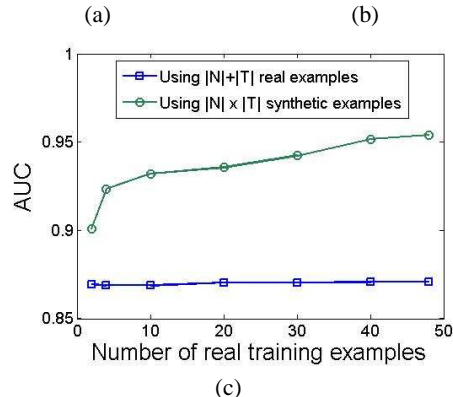 (a) (b)
1
Using |N|+|T| real examples
Using |N| x |T| synthetic examples
0.95
AUC
0.9
0.85
0 10 20 30 40 50
Number of real training examples
(c)